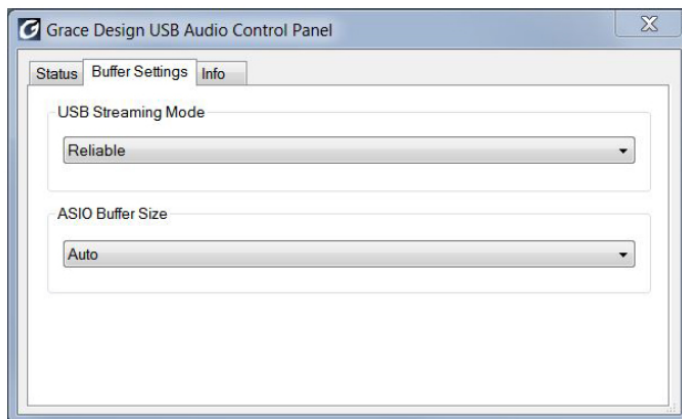 Grace Design USB Audio Control Panel
Status Buffer Settings Info
USB Streaming Mode
Reliable
ASIO Buffer Size
Auto